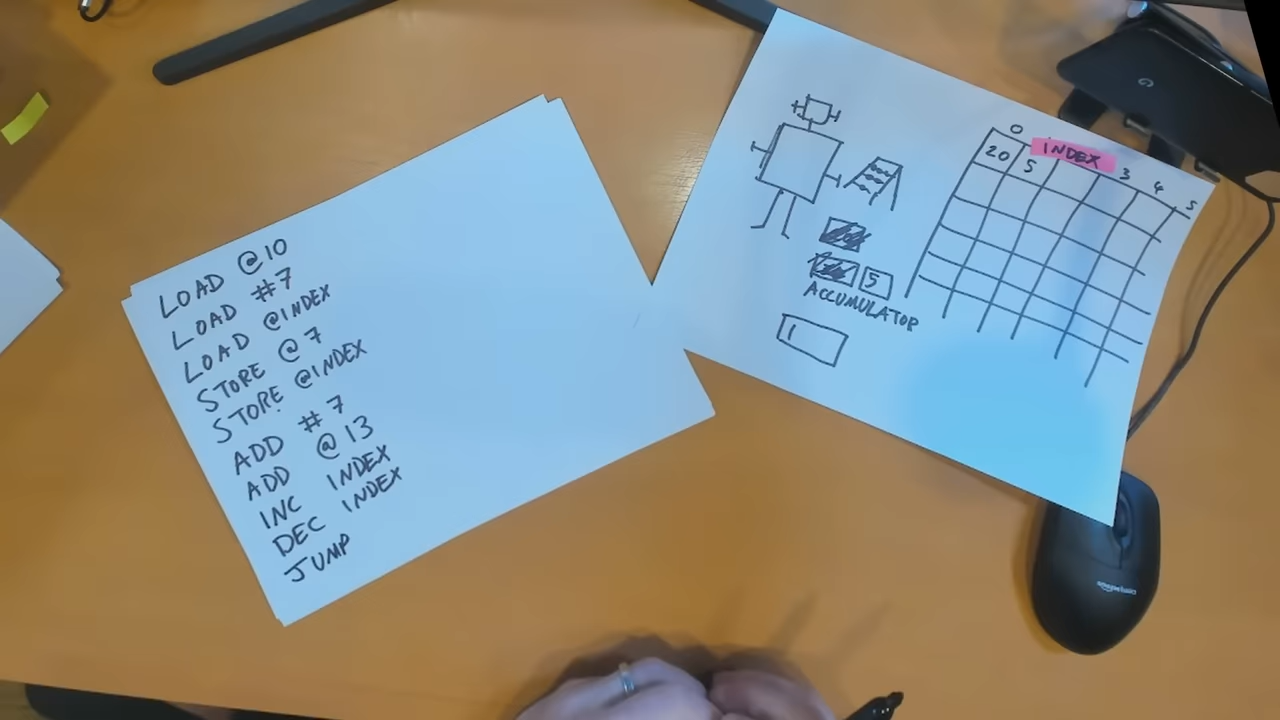 LOAD @10
LOAD #7
LOAD @INDEX
STORE @7
STORE @INDEX
ADD #7
ADD @13
INC INDEX
DEC INDEX
JUMP
0 INDEX 3 4 5
20 5
5
ACCUMULATOR
1